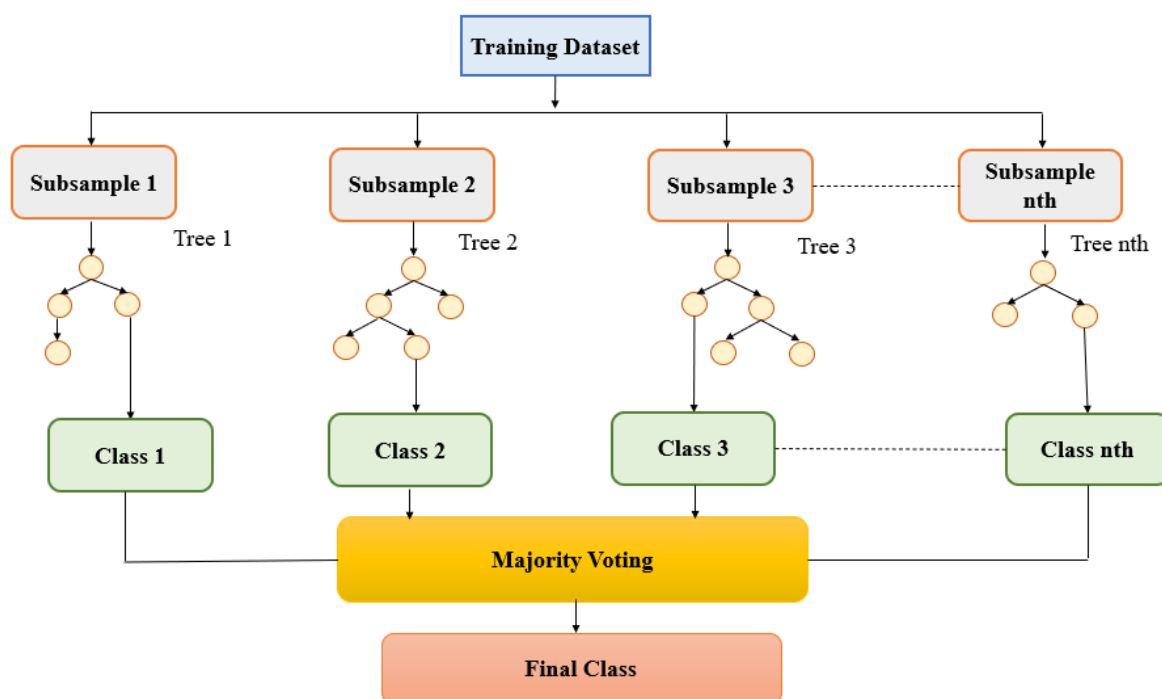 Training Dataset
Subsample 1
Subsample 2
Subsample 3
Subsample
nth
Tree 1
Tree 2
Tree 3
Tree nth
Class 1
Class 2
Class 3
Class nth
Majority Voting
Final Class